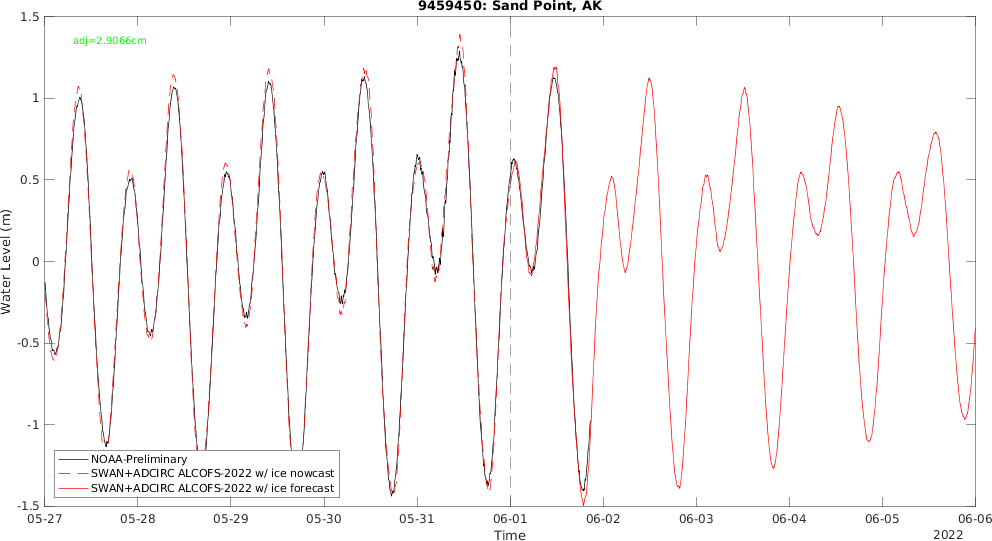 9459450: Sand Point, AK
adj=2.9066cm
1.5
1
0.5
0
-0.5
-1
-1.5
Water Level (m)
NOAA-Preliminary
SWAN+ADCIRC ALCOFS-2022 w/ ice nowcast
SWAN+ADCIRC ALCOFS-2022 w/ ice forecast
05-27 05-28 05-29 05-30 05-31 06-01 06-02 06-03 06-04 06-05 06-06
Time
2022